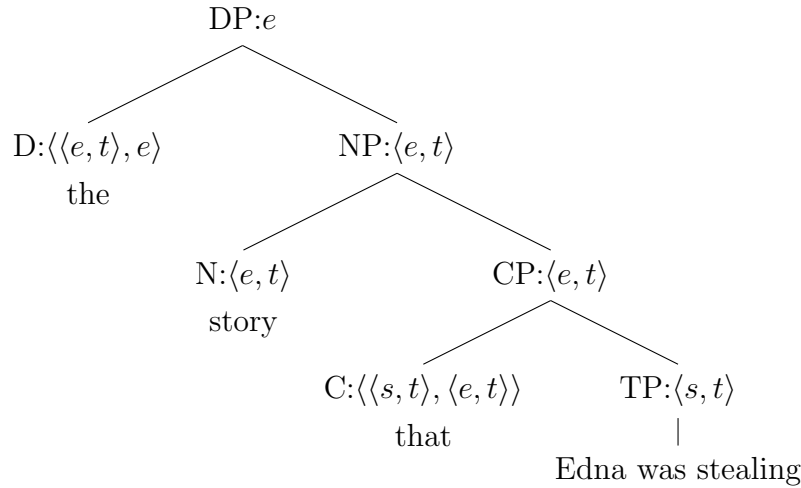 DP:e
D:⟨⟨e, t⟩, e⟩ NP:⟨e, t⟩
the
N:⟨e, t⟩ CP:⟨e, t⟩
story
C:⟨⟨s, t⟩, ⟨e, t⟩⟩ TP:⟨s, t⟩
that
Edna was stealing